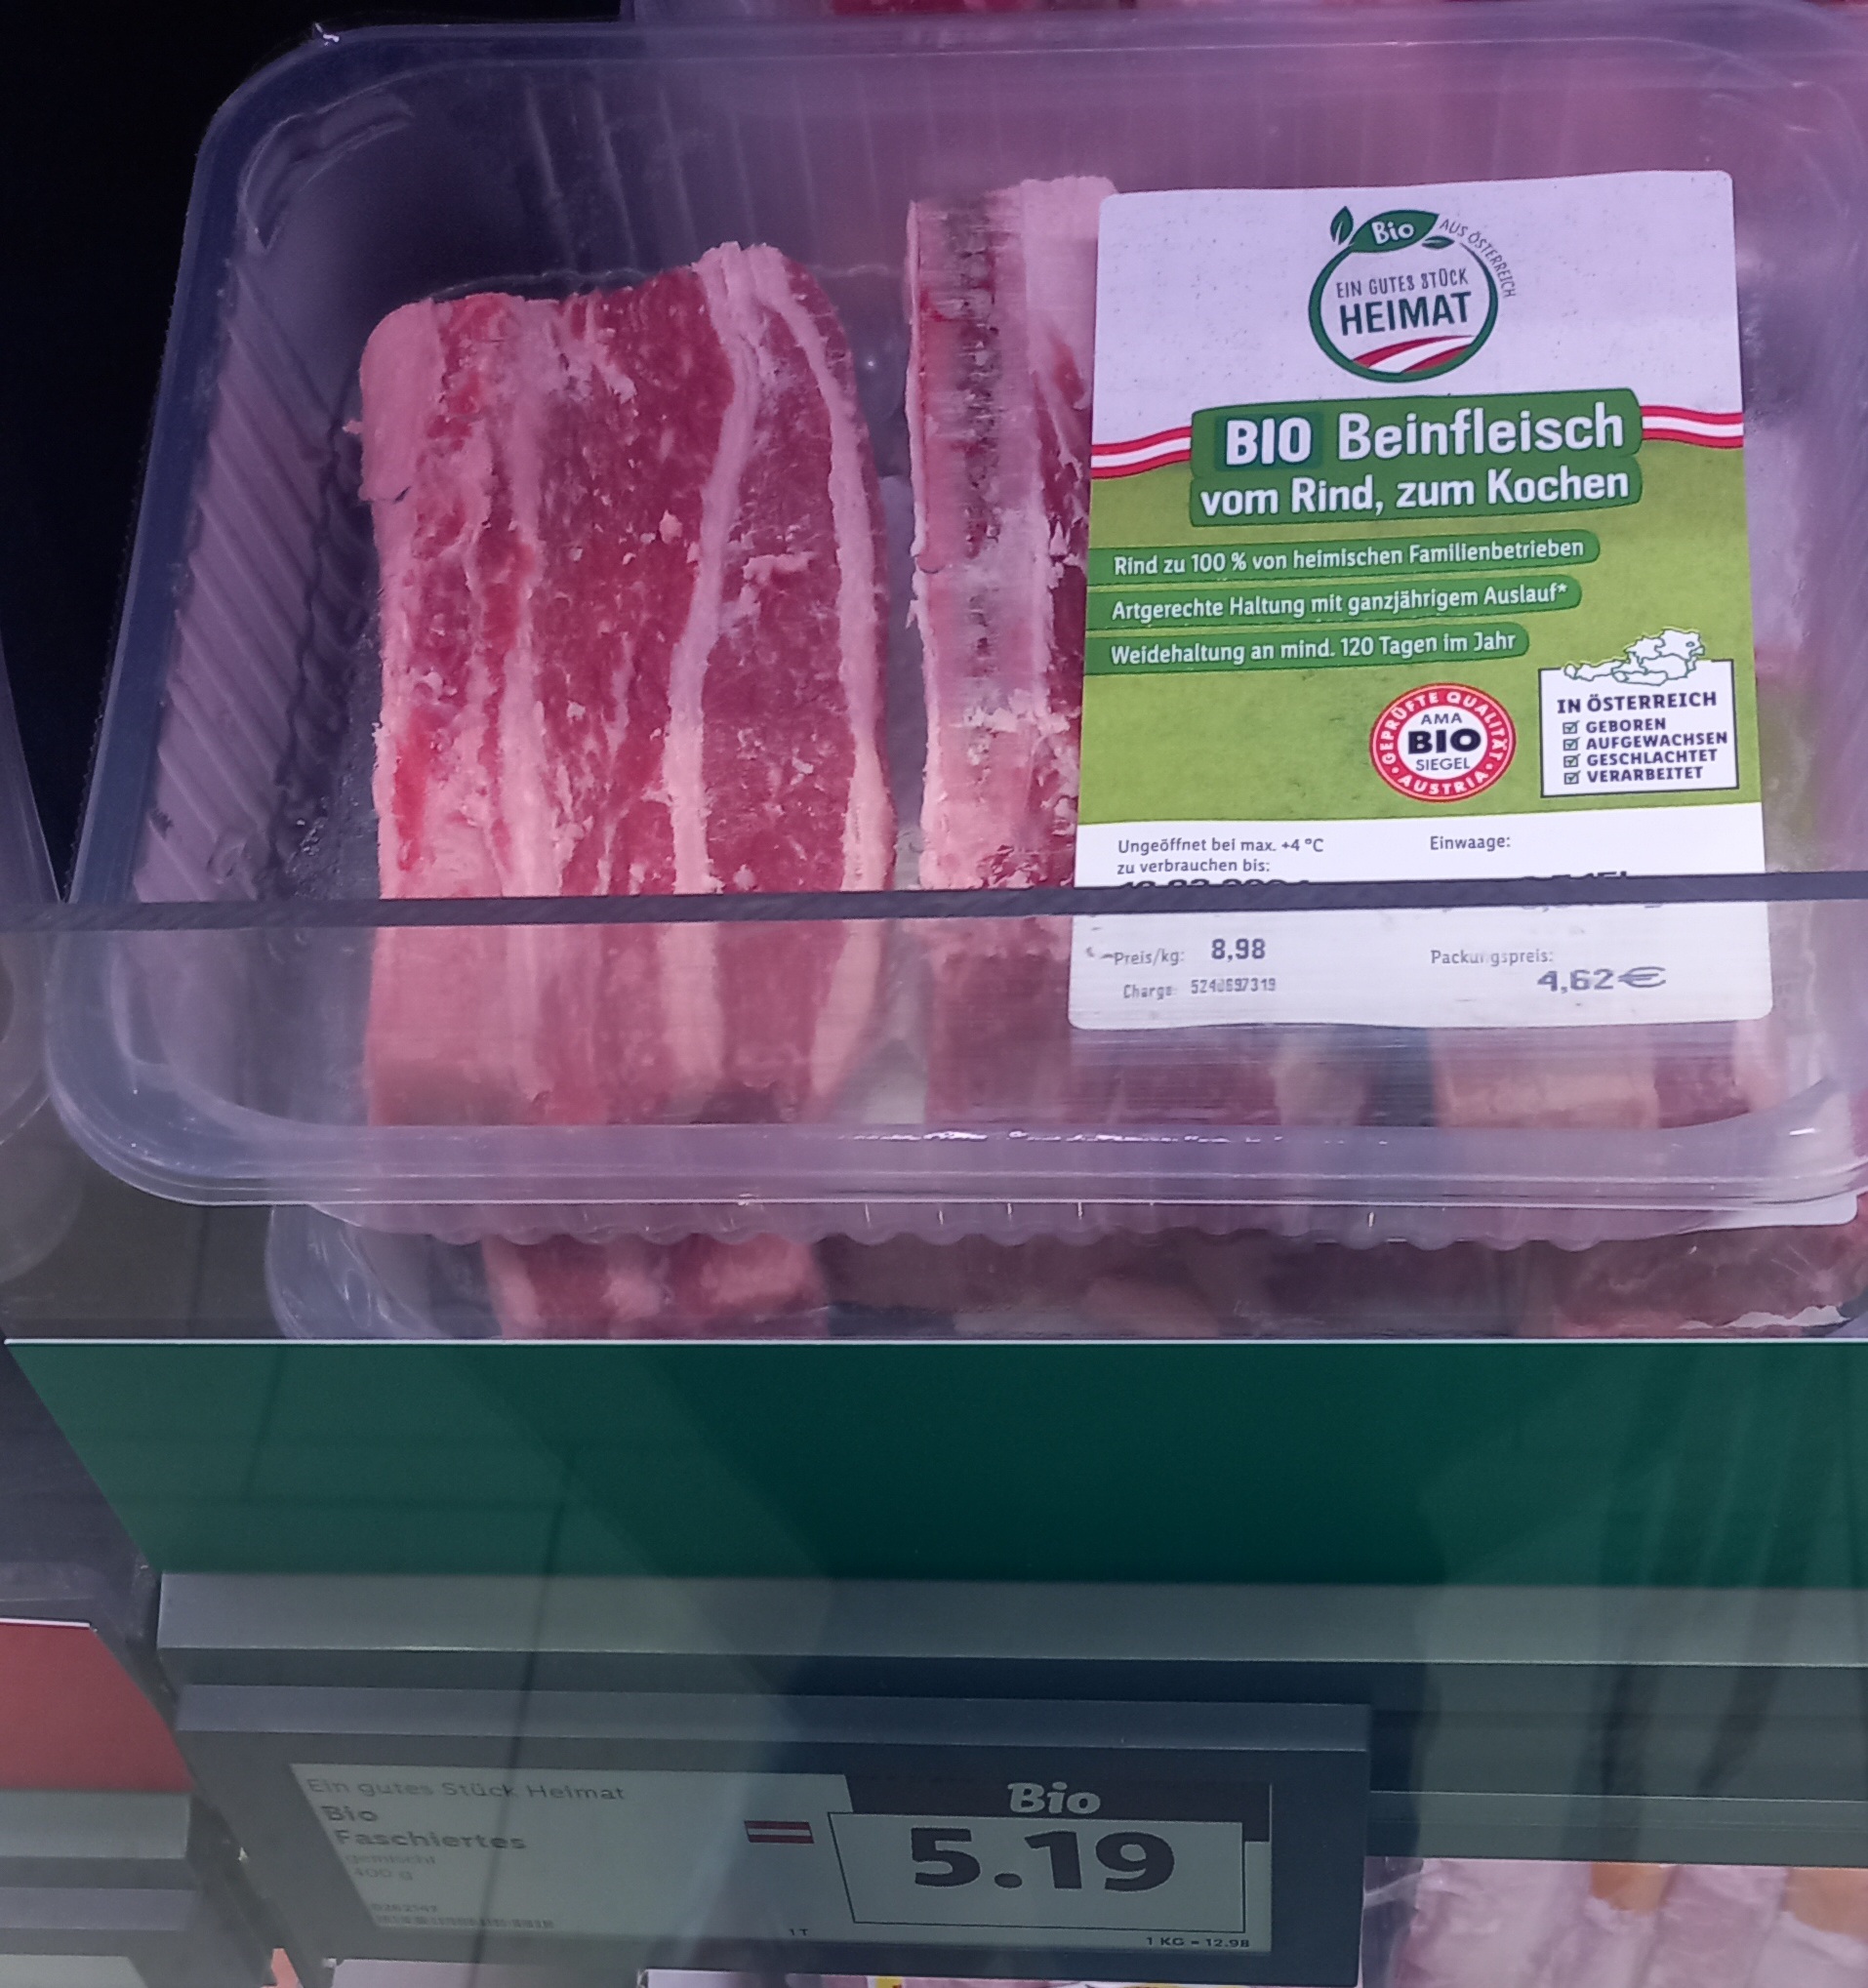 Bio AUS ÖSTERREICH
EIN GUTES STÜCK
HEIMAT
BIO Beinfleisch
vom Rind, zum Kochen
Rind zu 100 % von heimischen Familienbetrieben
Artgerechte Haltung mit ganzjährigem Auslauf*
Weidehaltung an mind. 120 Tagen im Jahr
GEPRÜFTE QUALITÄT
AMA
BIO
SIEGEL
AUSTRIA
IN ÖSTERREICH
GEBOREN
AUFGEWACHSEN
GESCHLACHTET
VERARBEITET
Ungeöffnet bei max. +4 °C
zu verbrauchen bis:
Einwaage:
Preis/kg: 8,98
Packungspreis:
4,62€
Charge:
Ein gutes Stück Heimat
Bio
Faschiertes
gemischt
400 g
Bio
5.19
1T
1 KG = 12.98